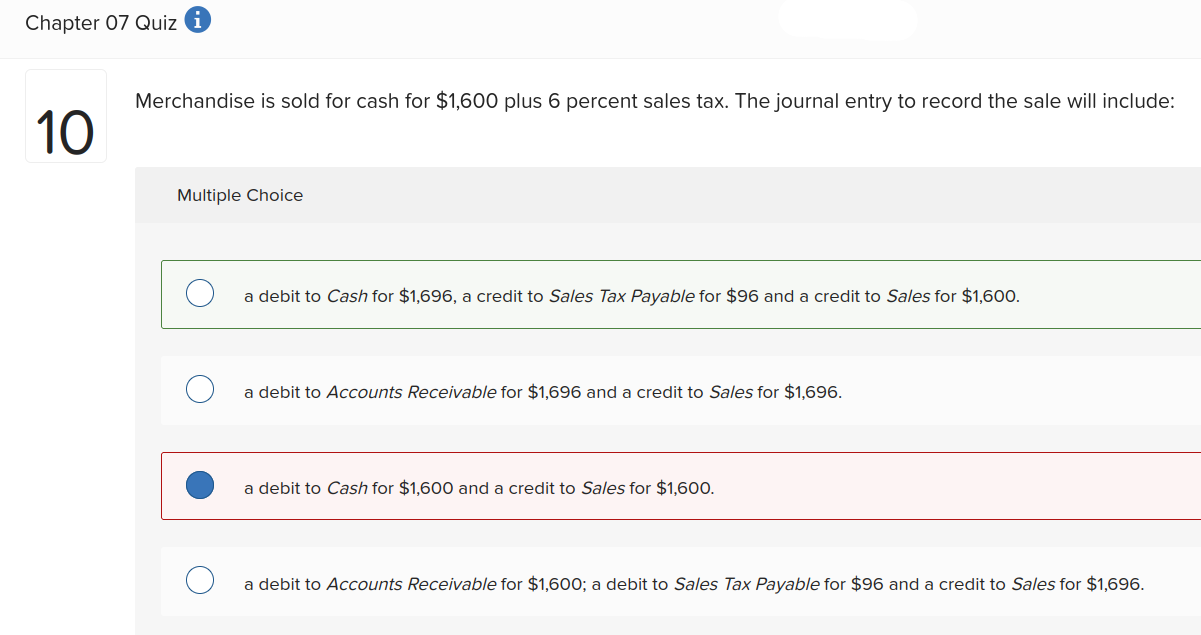 Chapter 07 Quiz i
10
Merchandise is sold for cash for $1,600 plus 6 percent sales tax. The journal entry to record the sale will include:
Multiple Choice
a debit to Cash for $1,696, a credit to Sales Tax Payable for $96 and a credit to Sales for $1,600.
a debit to Accounts Receivable for $1,696 and a credit to Sales for $1,696.
a debit to Cash for $1,600 and a credit to Sales for $1,600.
a debit to Accounts Receivable for $1,600; a debit to Sales Tax Payable for $96 and a credit to Sales for $1,696.